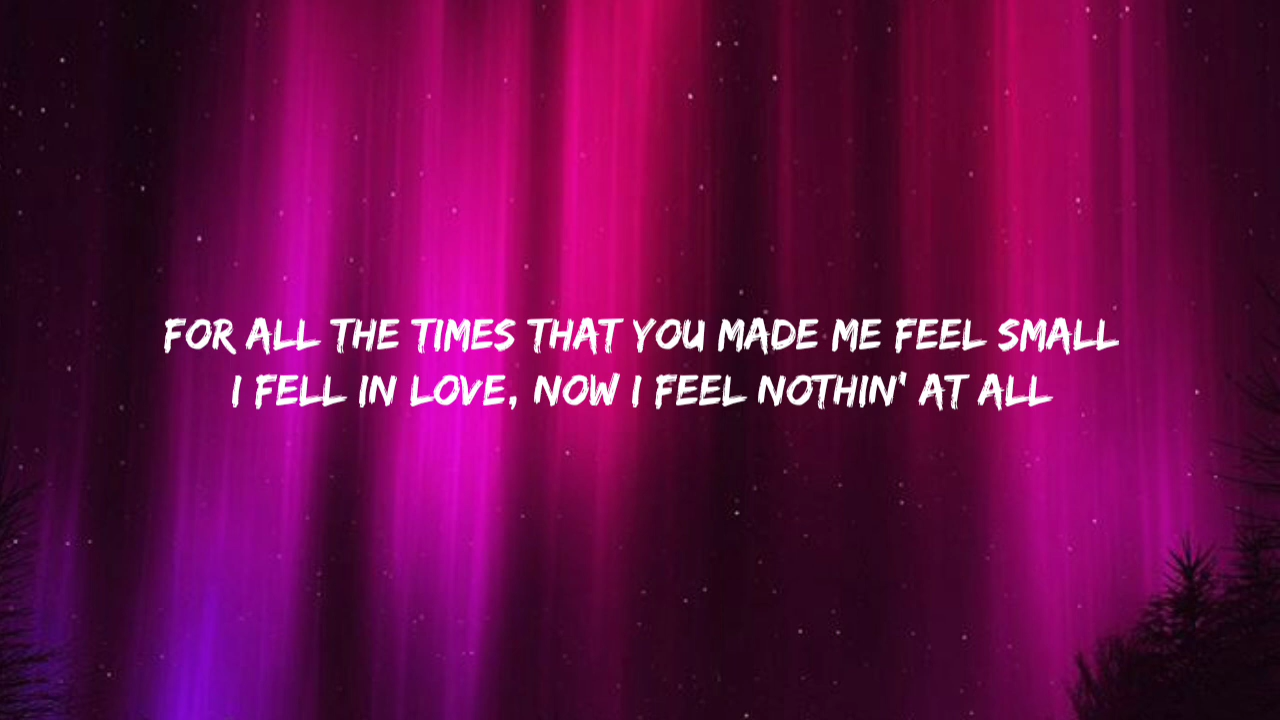 FOR ALL THE TIMES THAT YOU MADE ME FEEL SMALL
I FELL IN LOVE, NOW I FEEL NOTHIN' AT ALL